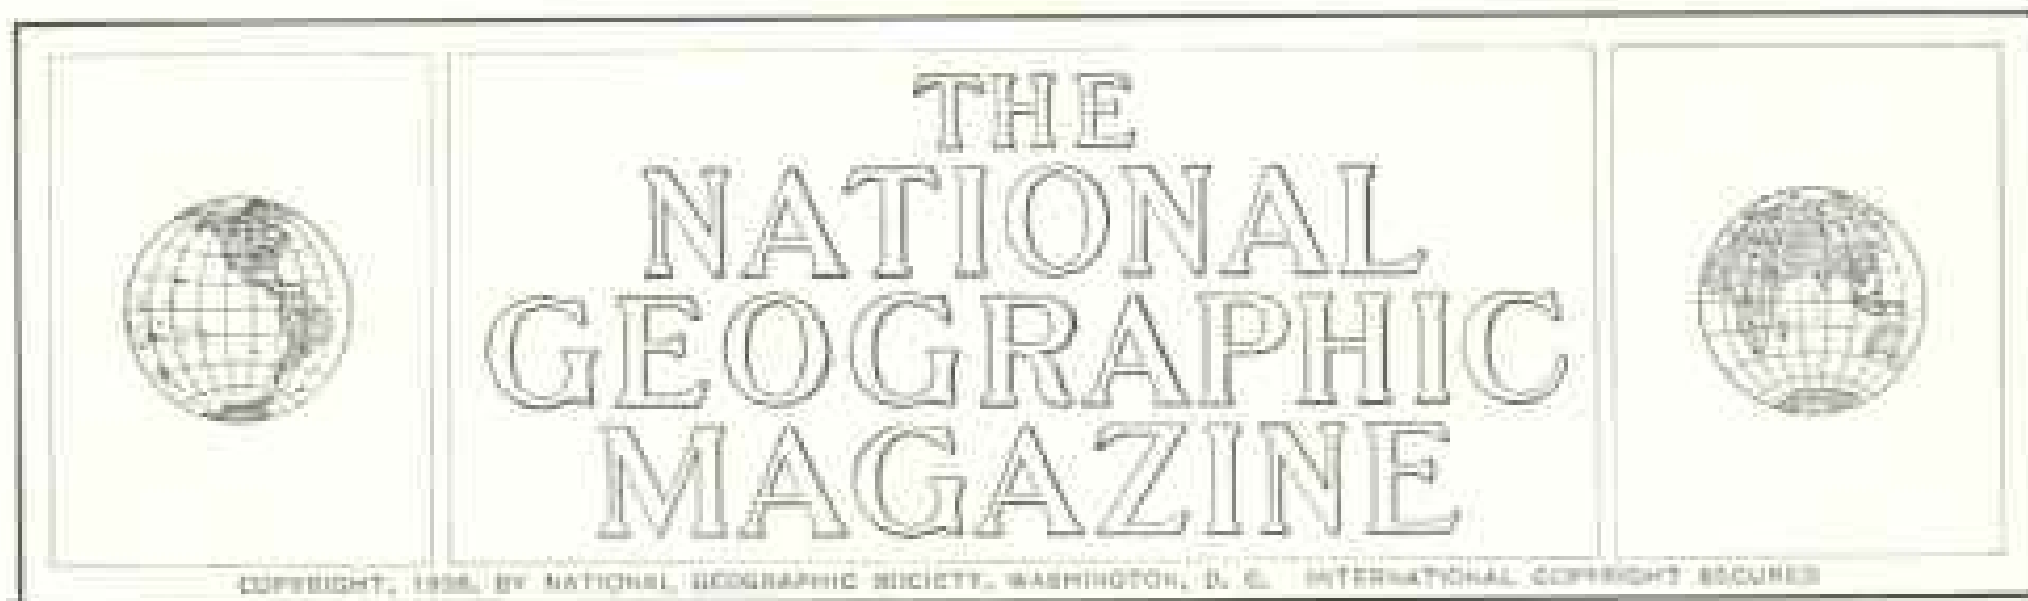 THE
NATIONAL
GEOGRAPHIC
MAGAZINE
COPYRIGHT, BY NATIONAL GEOGRAPHIC SOCIETY, WASHINGTON, D. C. INTERNATIONAL COPYRIGHT SECURED